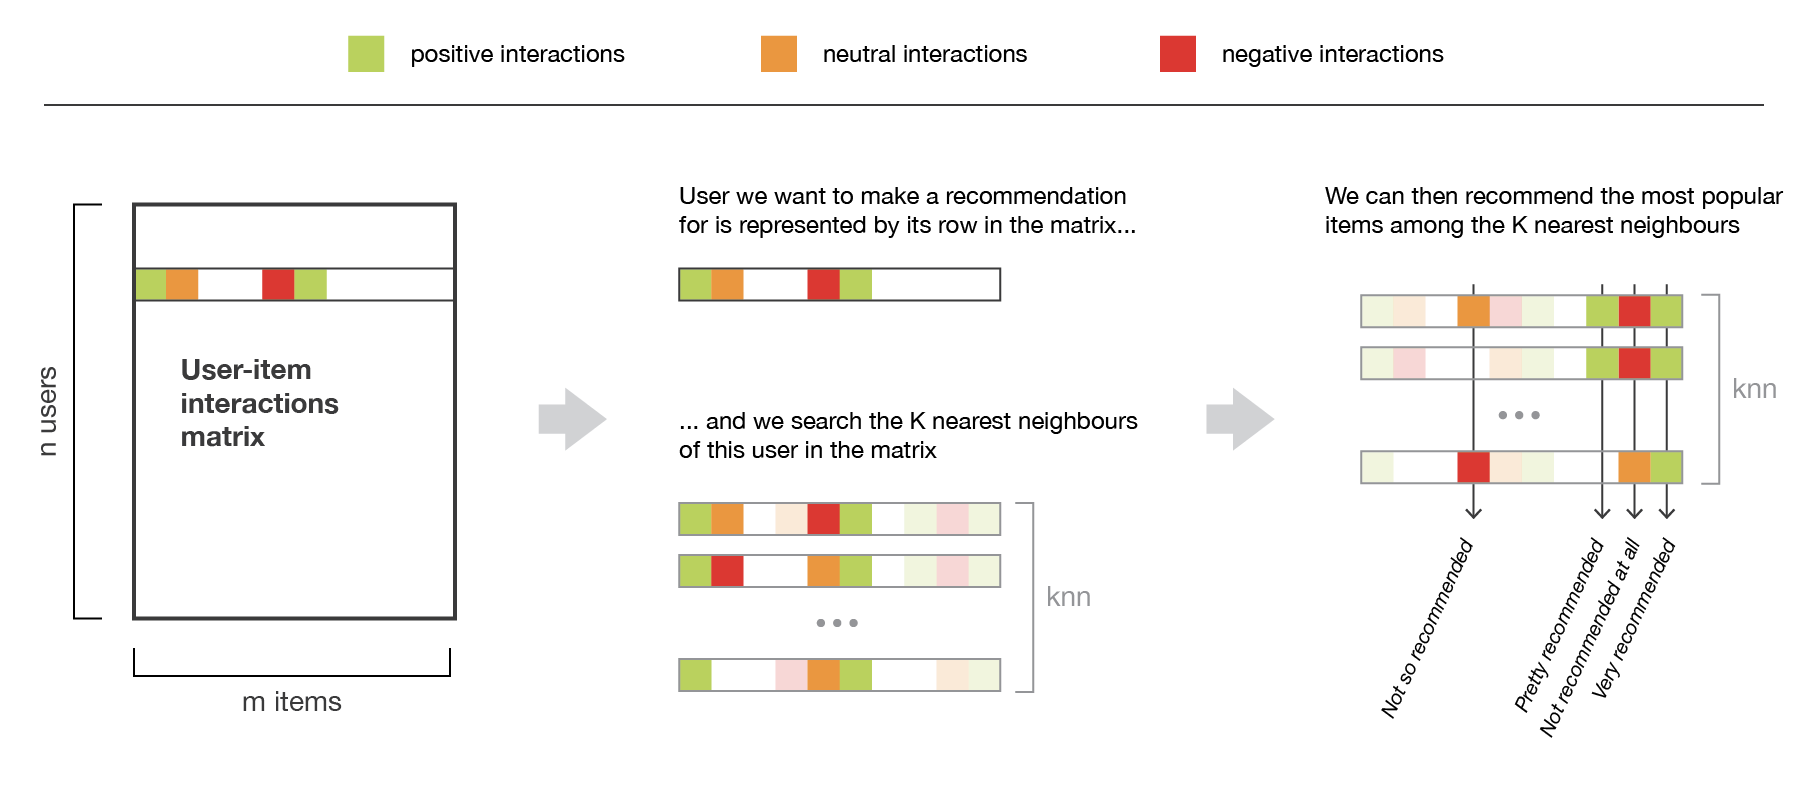 positive interactions
neutral interactions
negative interactions
n users
User-item
interactions
matrix
m items
User we want to make a recommendation
for is represented by its row in the matrix...
... and we search the K nearest neighbours
of this user in the matrix
knn
We can then recommend the most popular
items among the K nearest neighbours
knn
Not so recommended
Pretty recommended
Not recommended at all
Very recommended